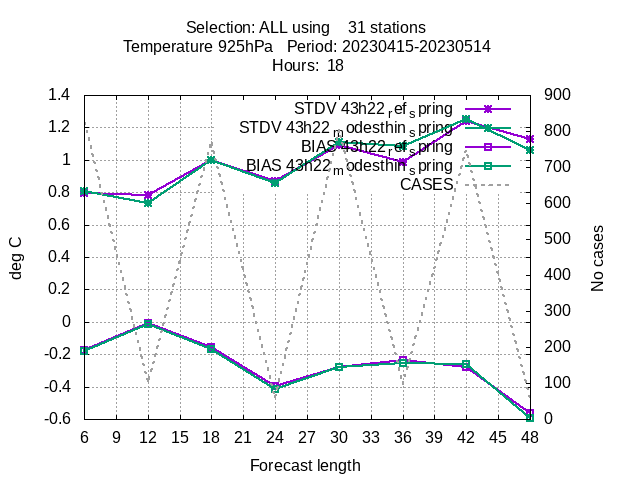 Selection: ALL using 31 stations
Temperature 925hPa Period: 20230415-20230514
Hours: 18
1.4
1.2
1
0.8
0.6
0.4
0.2
0
-0.2
-0.4
-0.6
deg C
STDV 43h22_ref_spring
STDV 43h22_modesthin_spring
BIAS 43h22_ref_spring
BIAS 43h22_modesthin_spring
CASES
900
800
700
600
500
400
300
200
100
0
No cases
6 9 12 15 18 21 24 27 30 33 36 39 42 45 48
Forecast length